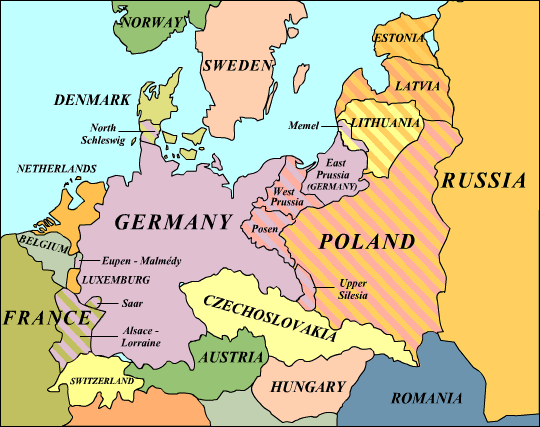 NORWAY
SWEDEN
ESTONIA
LATVIA
DENMARK
North
Schleswig
Memel
LITHUANIA
NETHERLANDS
East
Prussia
(GERMANY)
RUSSIA
West
Prussia
GERMANY
Posen
POLAND
BELGIUM
Eupen - Malmédy
LUXEMBURG
Upper
Silesia
Saar
CZECHOSLOVAKIA
FRANCE
Alsace -
Lorraine
AUSTRIA
SWITZERLAND
HUNGARY
ROMANIA